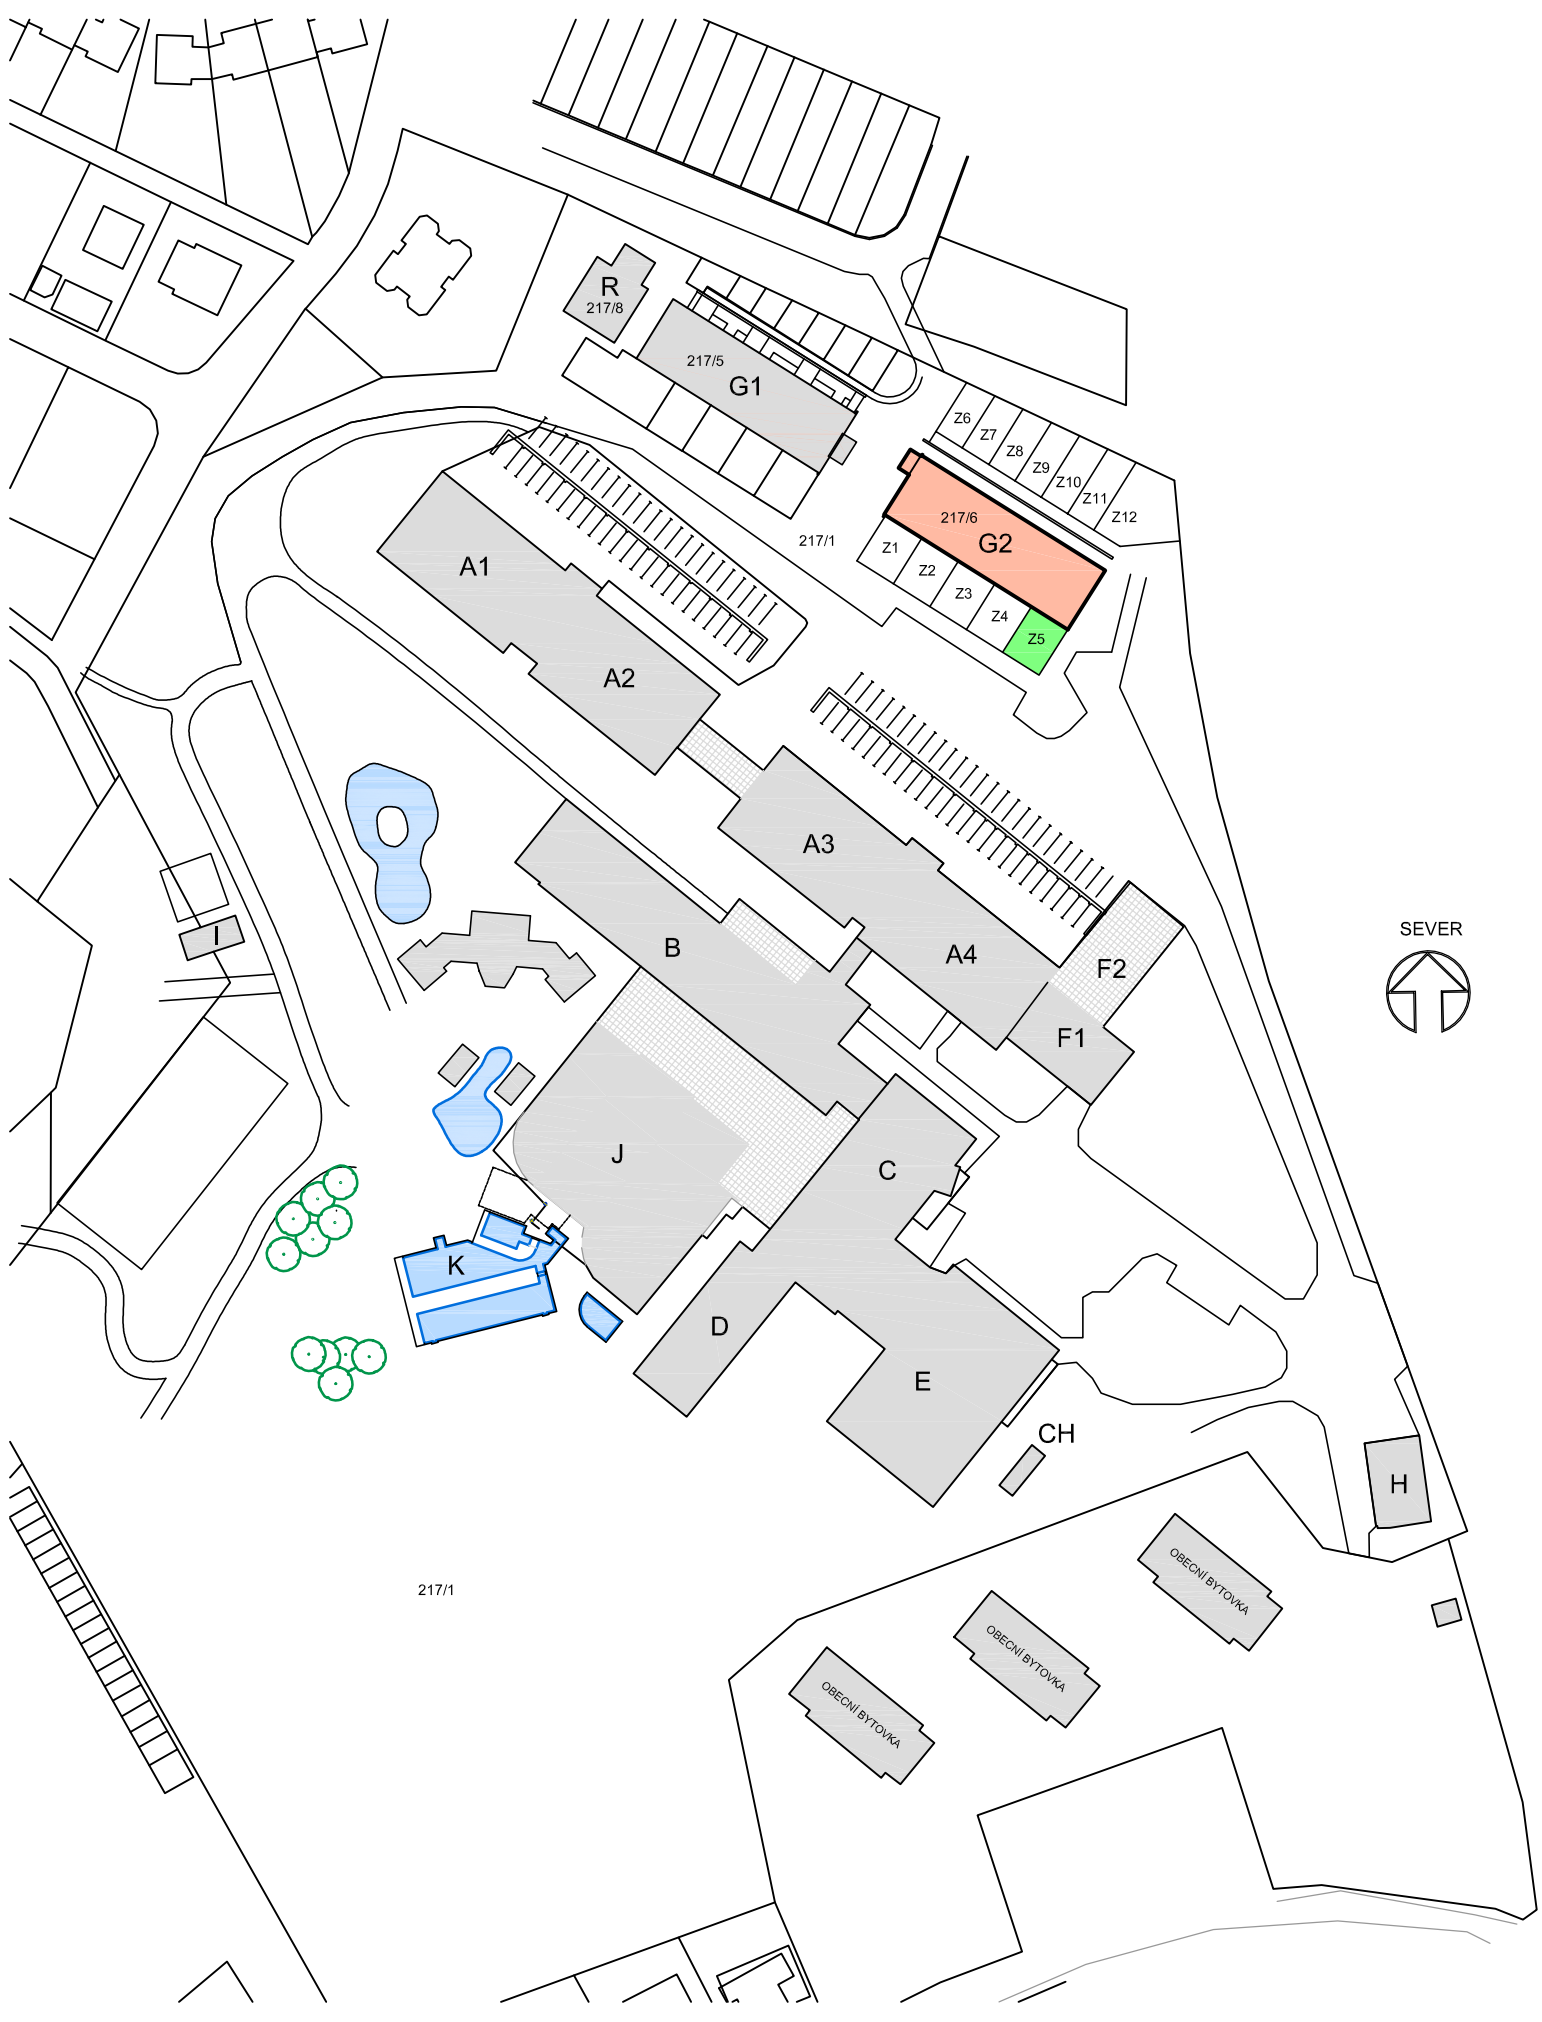 R
217/8
217/5
G1
Z6
Z7
Z8
Z9
Z10
Z11
Z12
217/6
G2
217/1
Z1
Z2
Z3
Z4
Z5
A1
A2
A3
A4
SEVER
I
B
F2
F1
J
C
K
D
E
CH
H
217/1
OBECNÍ BYTOVKA
OBECNÍ BYTOVKA
OBECNÍ BYTOVKA